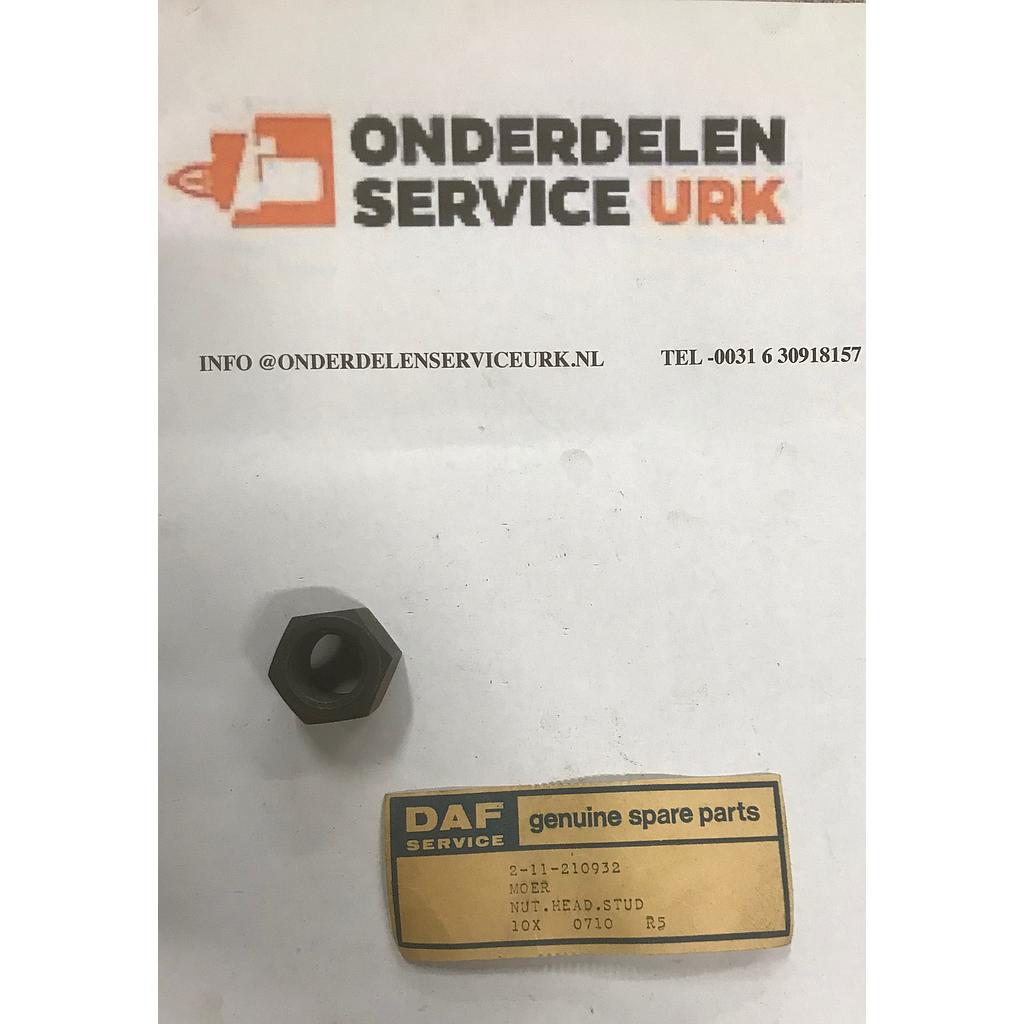 ONDERDELEN
SERVICE URK
INFO @ONDERDELENSERVICEURK.NL TEL -0031 6 30918157
DAF SERVICE genuine spare parts
2-11-210932
MOER
NUT.HEAD.STUD
10X 0710 R5